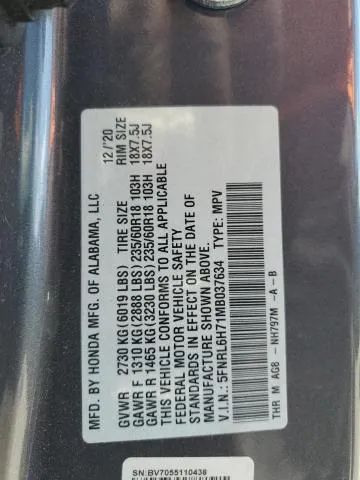 MFD. BY HONDA MFG. OF ALABAMA, LLC 12/'20
TIRE SIZE RIM SIZE
GVWR 2730 KG (6019 LBS)
GAWR F 1310 KG (2888 LBS) 235/60R18 103H 18X7.5J
GAWR R 1465 KG (3230 LBS) 235/60R18 103H 18X7.5J
THIS VEHICLE CONFORMS TO ALL APPLICABLE
FEDERAL MOTOR VEHICLE SAFETY
STANDARDS IN EFFECT ON THE DATE OF
MANUFACTURE SHOWN ABOVE.
V.I.N.: 5FNRL6H71MB037634 TYPE: MPV
THR M AG8 - NH797M -A - B
SN:BV7055110438